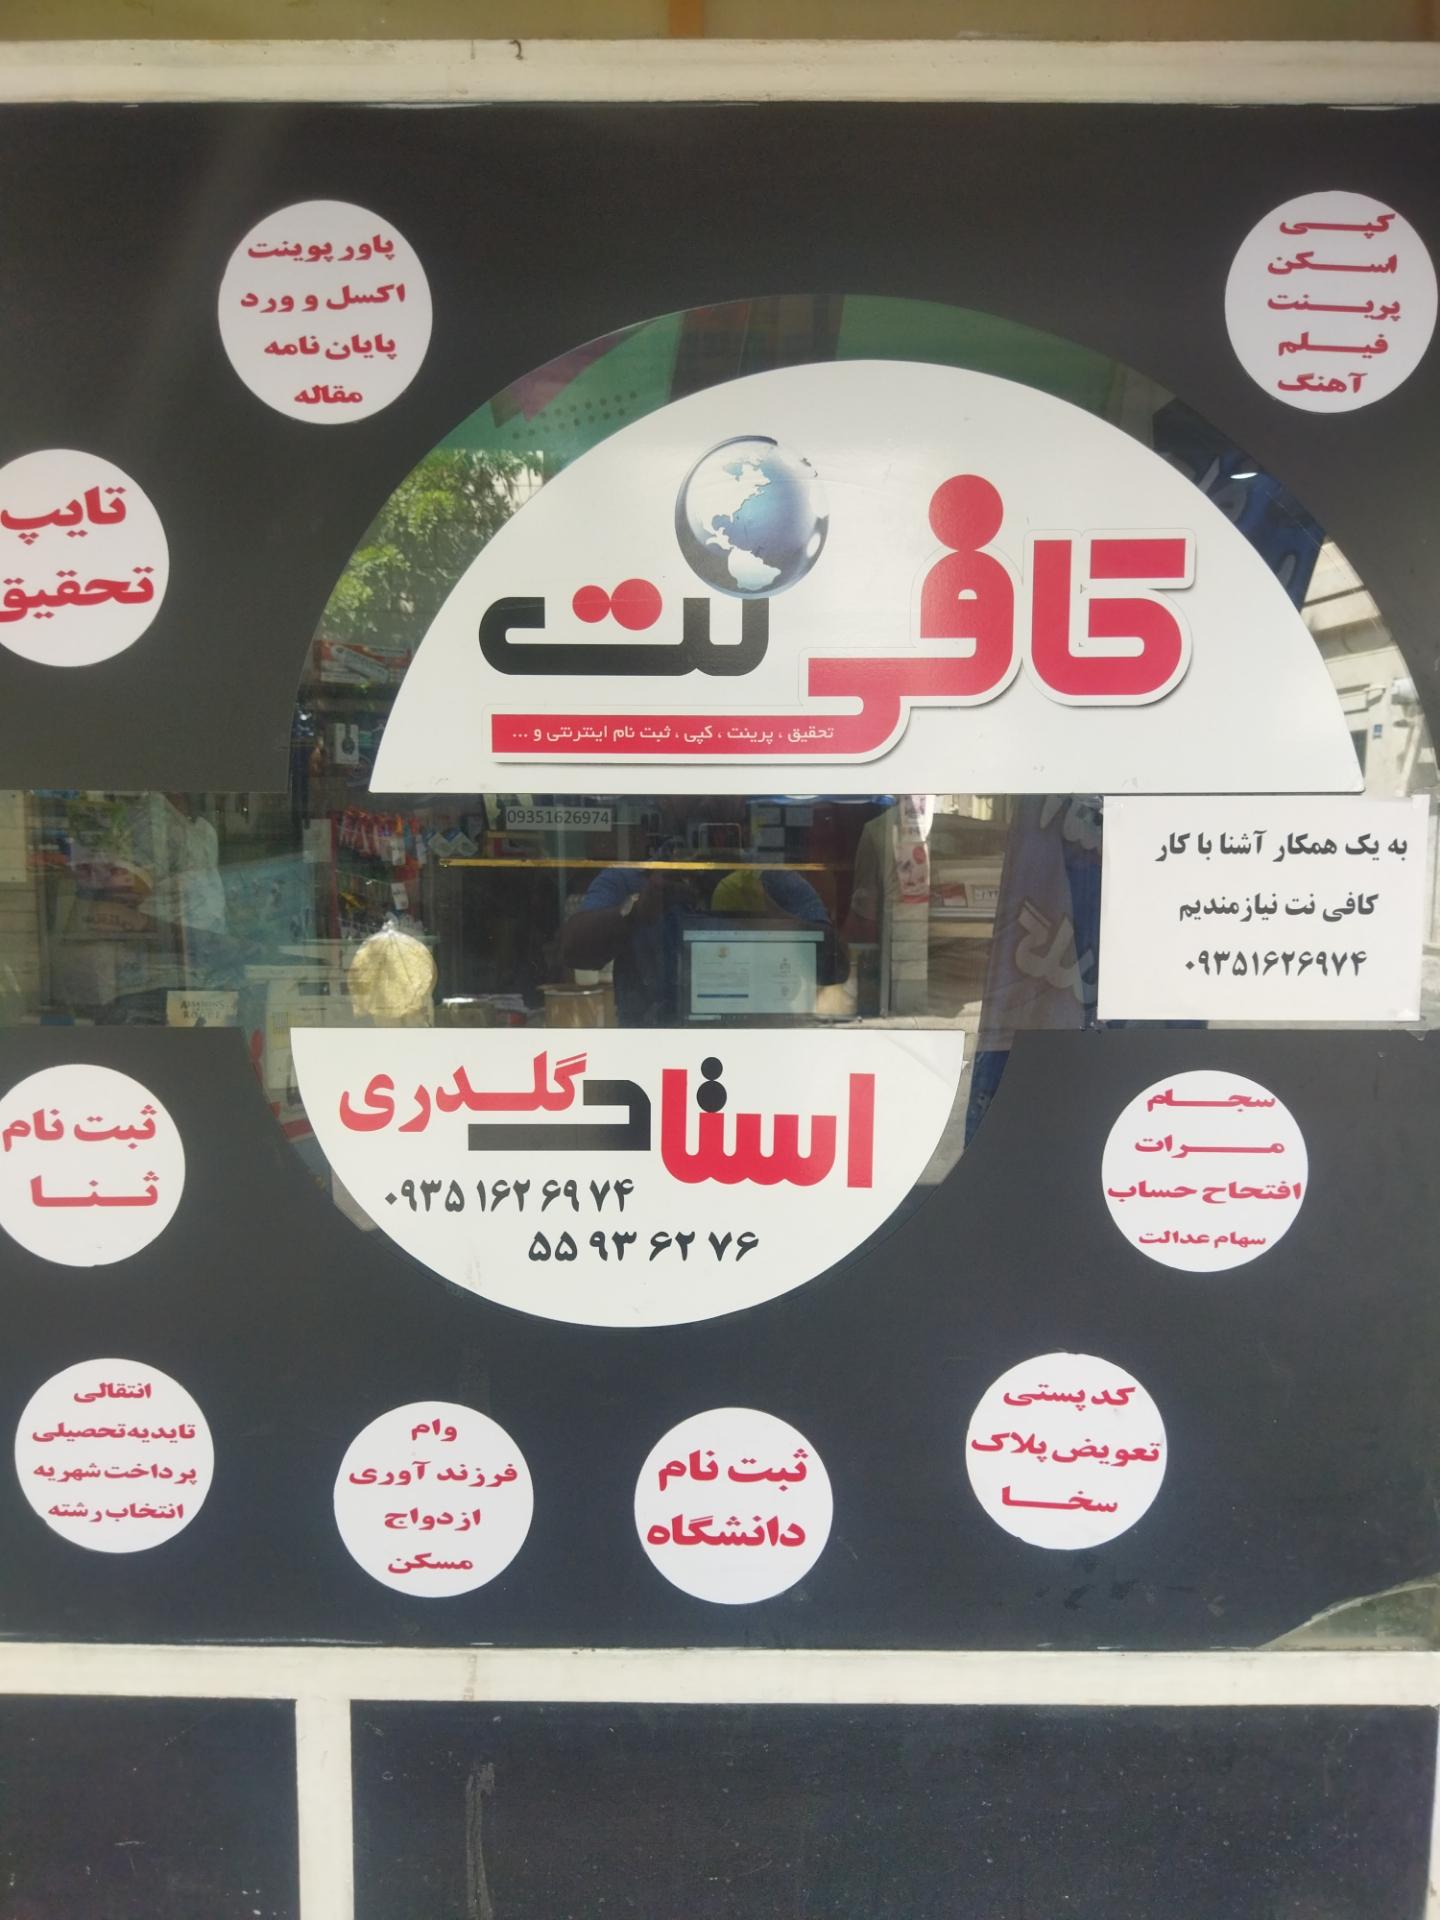 کپی
اسکن
پرینت
فیلم
آهنگ
پاورپوینت
اکسل و ورد
پایان نامه
مقاله
تایپ
تحقیق
کافی نت
تحقیق ، پرینت ، کپی ، ثبت نام اینترنتی و ...
09351626974
به یک همکار آشنا با کار
کافی نت نیازمندیم
۰۹۳۵۱۶۲۶۹۷۴
استاد گلدری
۰۹۳۵ ۱۶۲ ۶۹ ۷۴
۵۵ ۹۳ ۶۲ ۷۶
ثبت نام
ثنا
سجام
مرات
افتحاح حساب
سهام عدالت
انتقالی
تایدیه تحصیلی
پرداخت شهریه
انتخاب رشته
وام
فرزند آوری
ازدواج
مسکن
ثبت نام
دانشگاه
کد پستی
تعویض پلاک
سخا